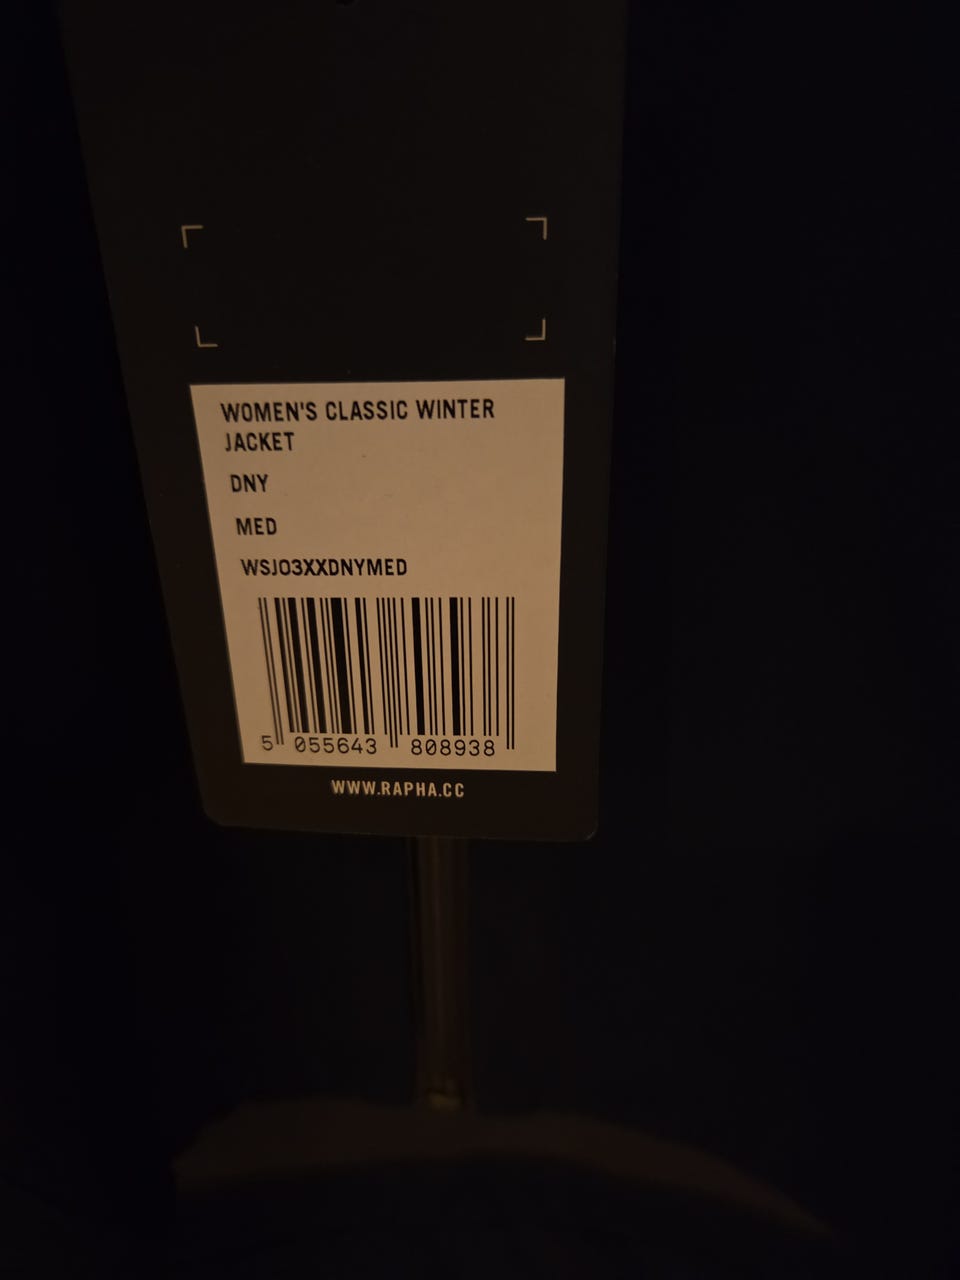 WOMEN'S CLASSIC WINTER
JACKET
DNY
MED
WSJ03XXDNYMED
5 055643 808938
WWW.RAPHA.CC